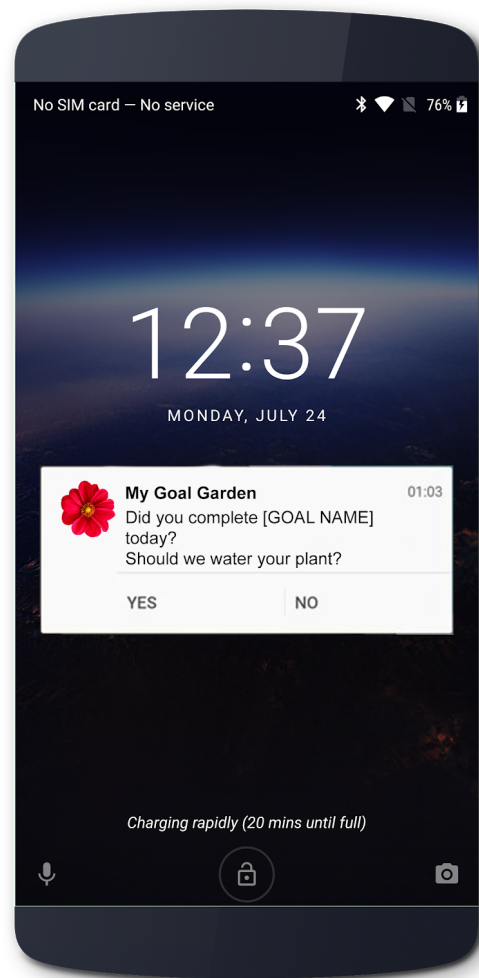 No SIM card — No service
76%
12:37
MONDAY, JULY 24
My Goal Garden
01:03
Did you complete [GOAL NAME]
today?
Should we water your plant?
YES
NO
Charging rapidly (20 mins until full)